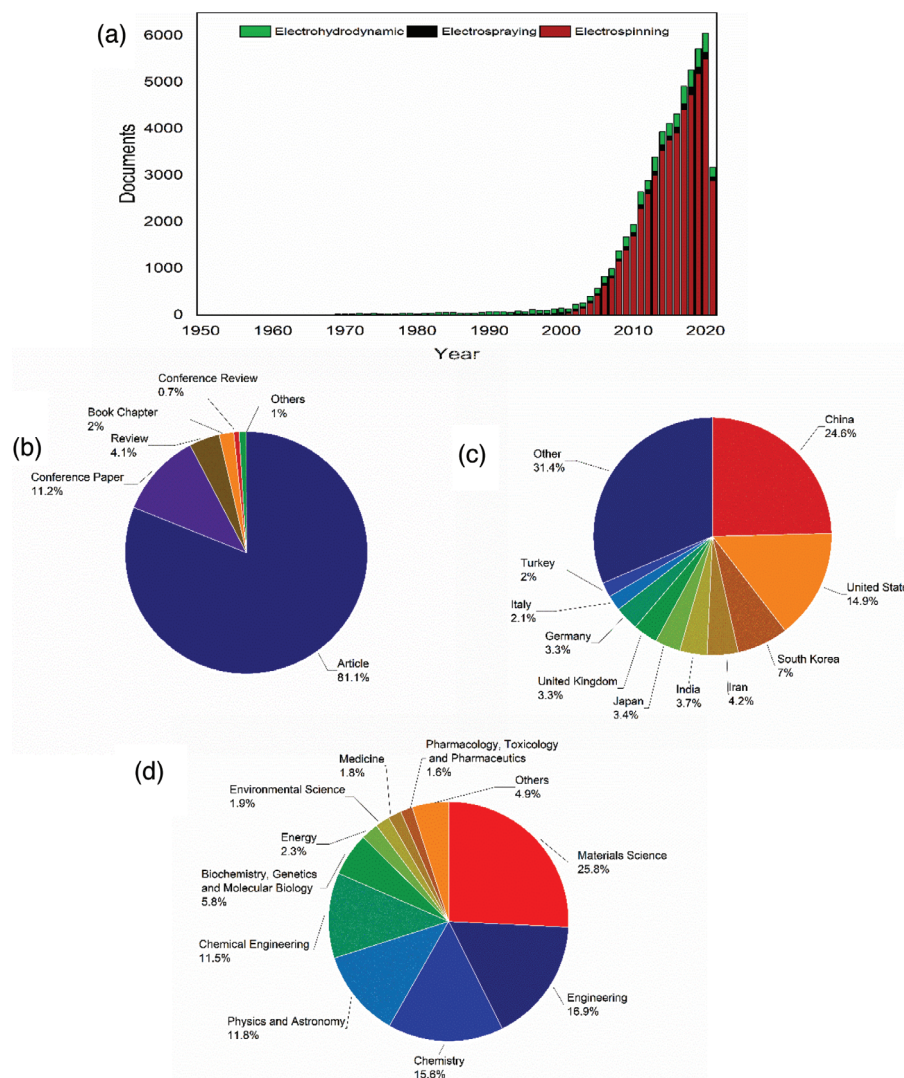 (a)
Electrohydrodynamic Electrospraying Electrospinning
6000
5000
4000
3000
2000
1000
0
Documents
1950 1960 1970 1980 1990 2000 2010 2020
Year
(b)
Conference Review
0.7%
Others
1%
Book Chapter
2%
Review
4.1%
Conference Paper
11.2%
Article
81.1%
(c)
China
24.6%
Other
31.4%
United State
14.9%
Turkey
2%
Italy
2.1%
Germany
3.3%
United Kingdom
3.3%
Japan
3.4%
India
3.7%
Iran
4.2%
South Korea
7%
(d)
Pharmacology, Toxicology
and Pharmaceutics
1.6%
Medicine
1.8%
Others
4.9%
Environmental Science
1.9%
Energy
2.3%
Materials Science
25.8%
Biochemistry, Genetics
and Molecular Biology
5.8%
Chemical Engineering
11.5%
Engineering
16.9%
Physics and Astronomy
11.8%
Chemistry
15.6%